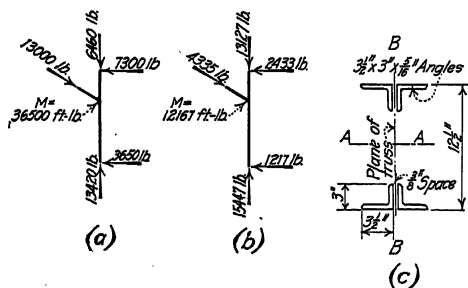 6460 lb.
13000 lb.
7300 lb.
M=
36500 ft-lb.
3650 lb.
13420 lb.
(a)
13127 lb.
4335 lb.
2433 lb.
M=
12167 ft-lb.
1217 lb.
15447 lb.
(b)
B
3½" x 3" x 5/16" Angles
A
A
Plane of
truss
12½"
3/8" Space
3"
3½"
B
(c)